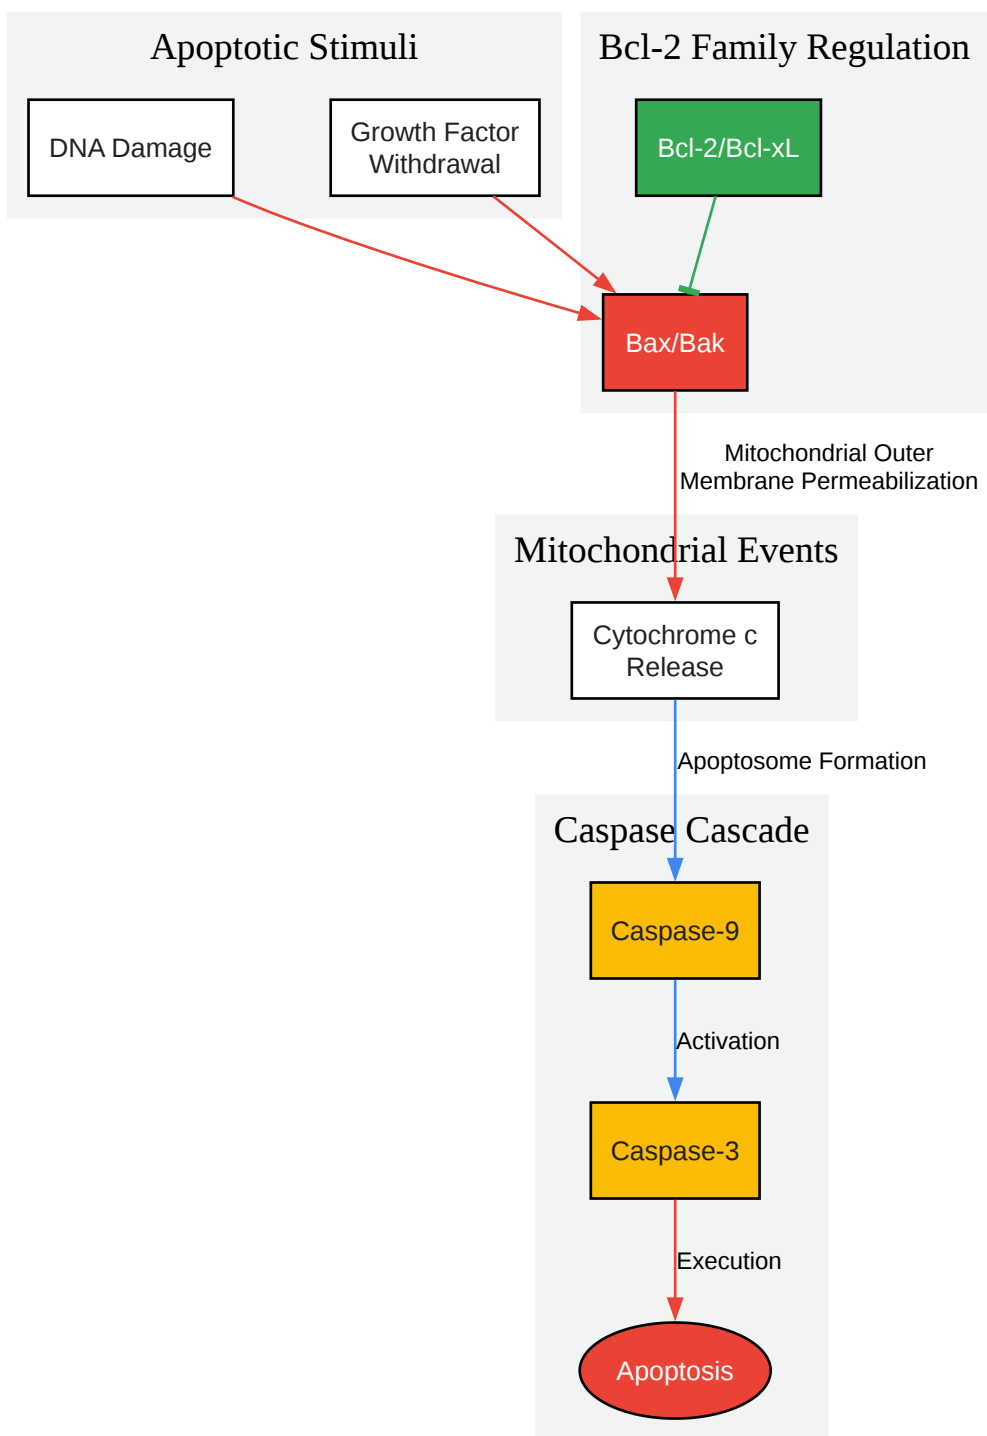 Apoptotic Stimuli
Bcl-2 Family Regulation
DNA Damage
Growth Factor
Withdrawal
Bcl-2/Bcl-xL
Bax/Bak
Mitochondrial Outer
Membrane Permeabilization
Mitochondrial Events
Cytochrome c
Release
Apoptosome Formation
Caspase Cascade
Caspase-9
Activation
Caspase-3
Execution
Apoptosis